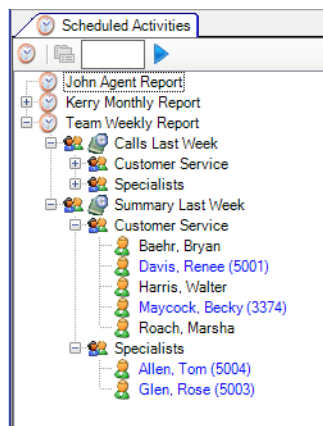 Scheduled Activities
John Agent Report
Kerry Monthly Report
Team Weekly Report
Calls Last Week
Customer Service
Specialists
Summary Last Week
Customer Service
Baehr, Bryan
Davis, Renee (5001)
Harris, Walter
Maycock, Becky (3374)
Roach, Marsha
Specialists
Allen, Tom (5004)
Glen, Rose (5003)